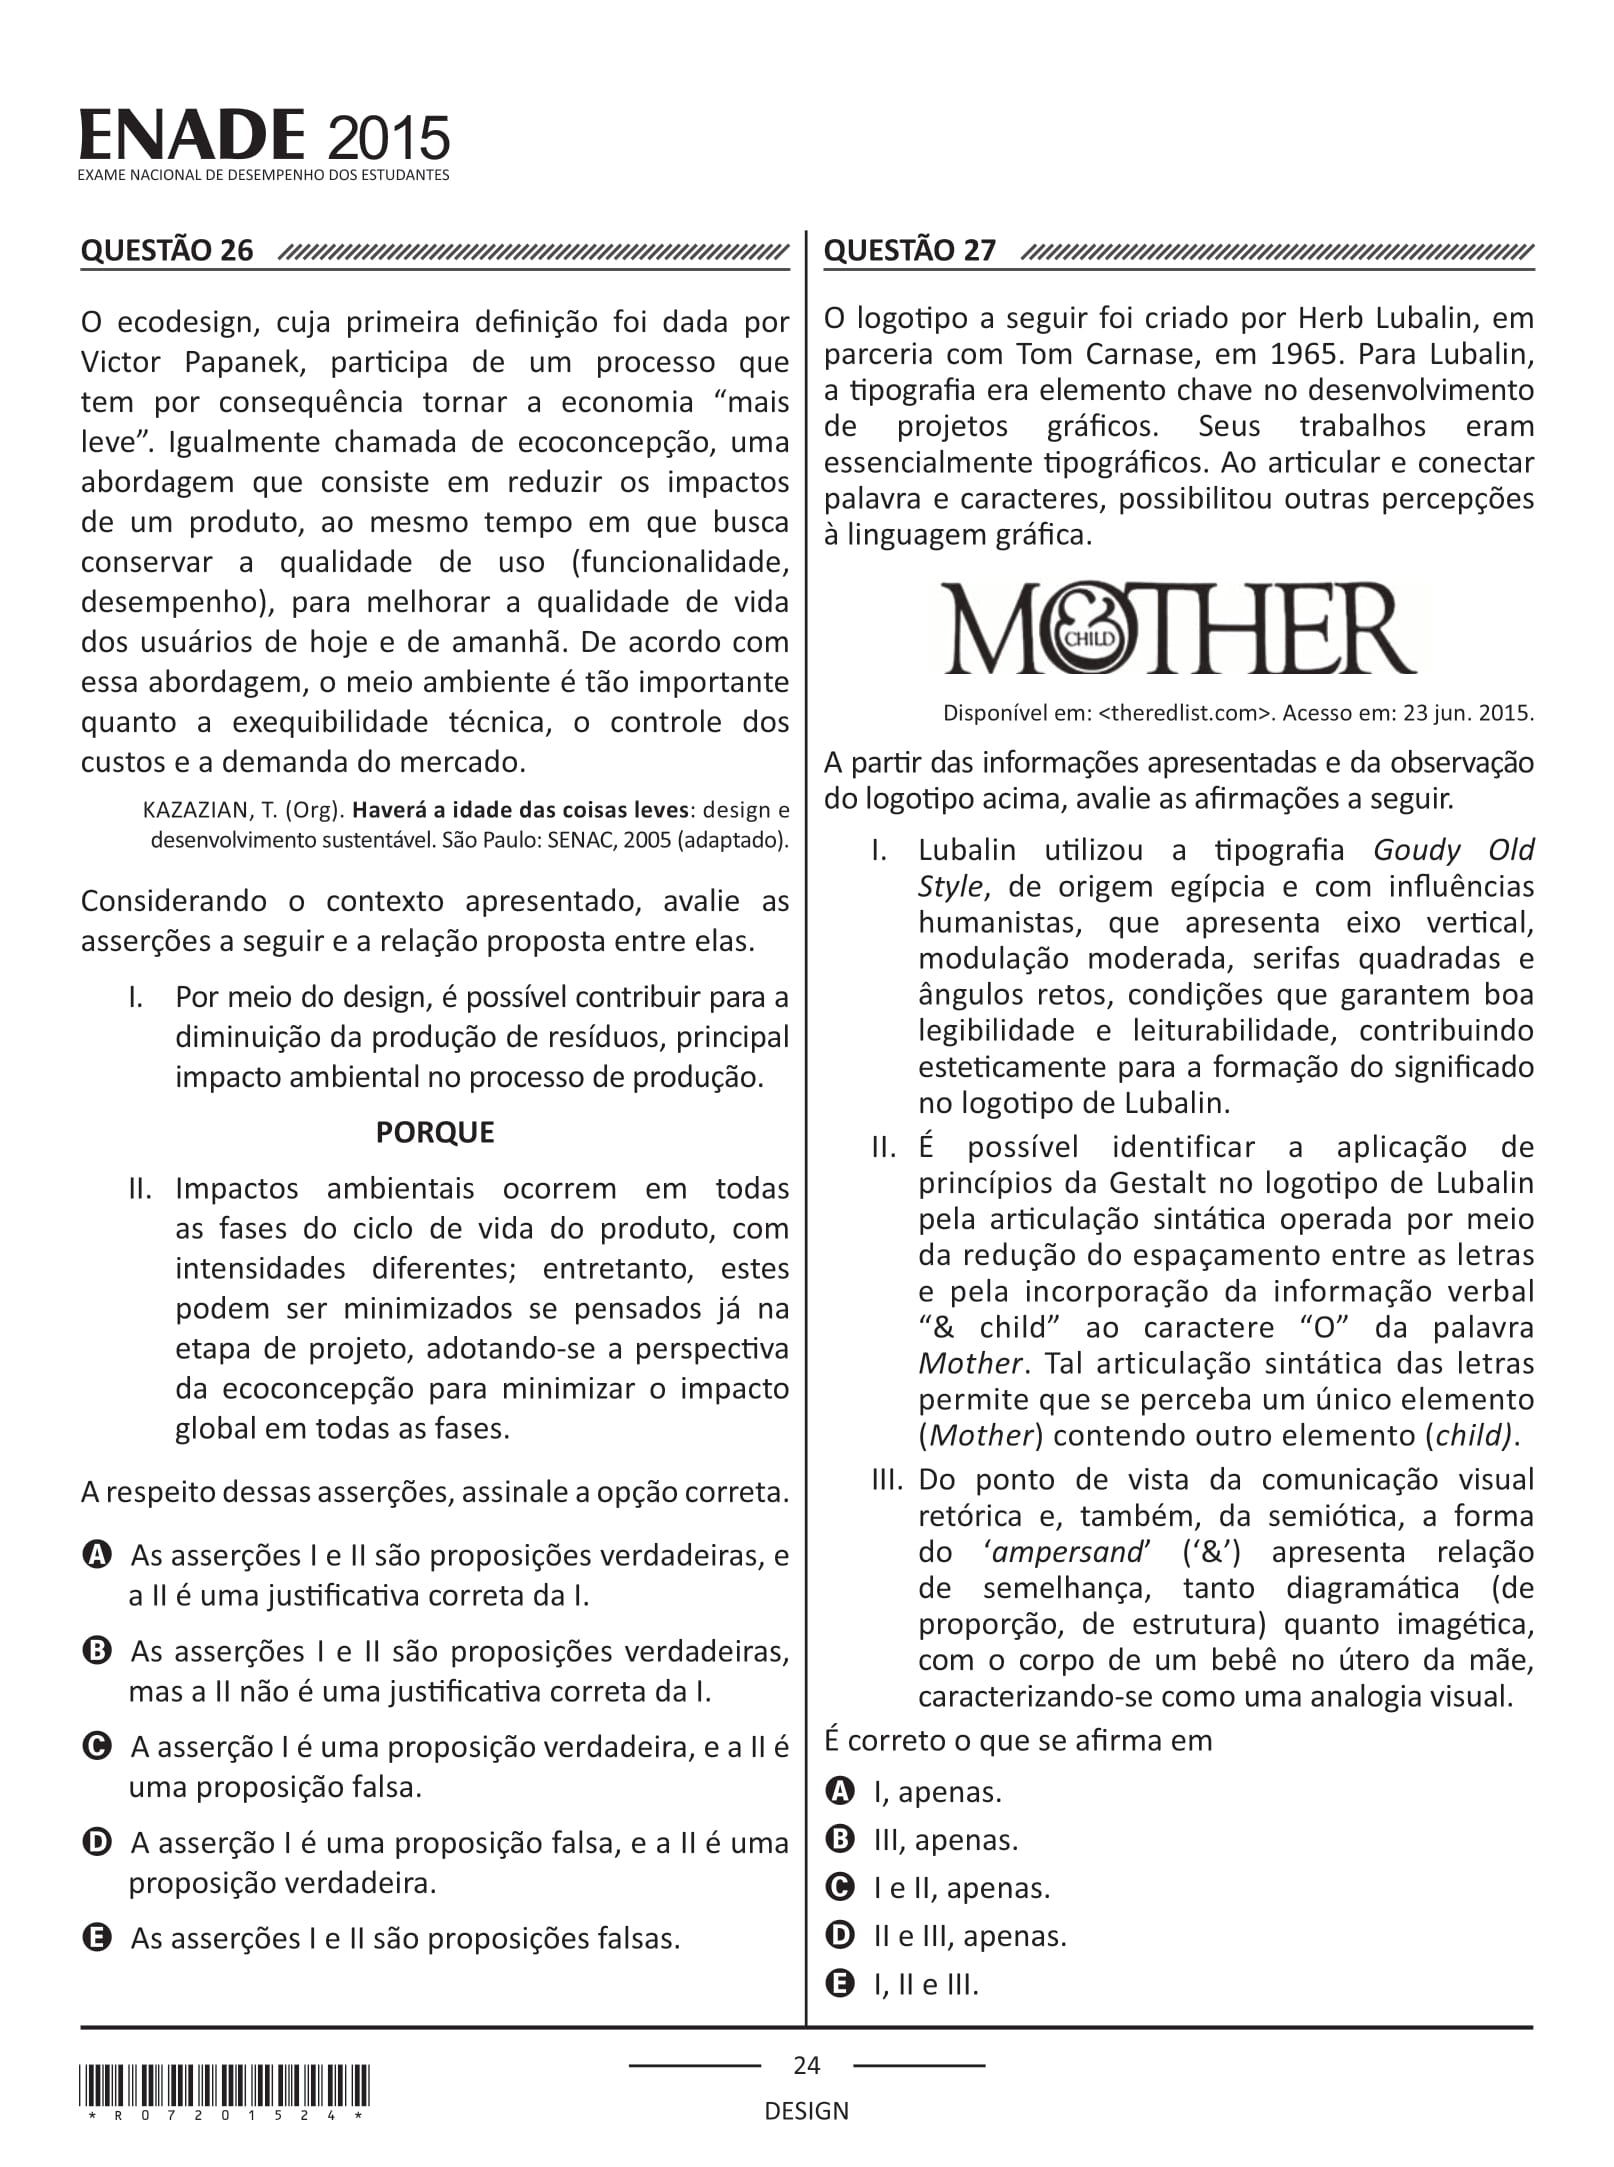 ENADE 2015
EXAME NACIONAL DE DESEMPENHO DOS ESTUDANTES
QUESTÃO 26
O ecodesign, cuja primeira definição foi dada por
Victor Papanek, participa de um processo que
tem por consequência tornar a economia “mais
leve”. Igualmente chamada de ecoconcepção, uma
abordagem que consiste em reduzir os impactos
de um produto, ao mesmo tempo em que busca
conservar a qualidade de uso (funcionalidade,
desempenho), para melhorar a qualidade de vida
dos usuários de hoje e de amanhã. De acordo com
essa abordagem, o meio ambiente é tão importante
quanto a exequibilidade técnica, o controle dos
custos e a demanda do mercado.
KAZAZIAN, T. (Org). Haverá a idade das coisas leves: design e
desenvolvimento sustentável. São Paulo: SENAC, 2005 (adaptado).
Considerando o contexto apresentado, avalie as
asserções a seguir e a relação proposta entre elas.
I. Por meio do design, é possível contribuir para a
diminuição da produção de resíduos, principal
impacto ambiental no processo de produção.
PORQUE
II. Impactos ambientais ocorrem em todas
as fases do ciclo de vida do produto, com
intensidades diferentes; entretanto, estes
podem ser minimizados se pensados já na
etapa de projeto, adotando-se a perspectiva
da ecoconcepção para minimizar o impacto
global em todas as fases.
A respeito dessas asserções, assinale a opção correta.
A As asserções I e II são proposições verdadeiras, e
a II é uma justificativa correta da I.
B As asserções I e II são proposições verdadeiras,
mas a II não é uma justificativa correta da I.
C A asserção I é uma proposição verdadeira, e a II é
uma proposição falsa.
D A asserção I é uma proposição falsa, e a II é uma
proposição verdadeira.
E As asserções I e II são proposições falsas.
QUESTÃO 27
O logotipo a seguir foi criado por Herb Lubalin, em
parceria com Tom Carnase, em 1965. Para Lubalin,
a tipografia era elemento chave no desenvolvimento
de projetos gráficos. Seus trabalhos eram
essencialmente tipográficos. Ao articular e conectar
palavra e caracteres, possibilitou outras percepções
à linguagem gráfica.
MOTHER
&
CHILD
Disponível em: <theredlist.com>. Acesso em: 23 jun. 2015.
A partir das informações apresentadas e da observação
do logotipo acima, avalie as afirmações a seguir.
I. Lubalin utilizou a tipografia Goudy Old
Style, de origem egípcia e com influências
humanistas, que apresenta eixo vertical,
modulação moderada, serifas quadradas e
ângulos retos, condições que garantem boa
legibilidade e leiturabilidade, contribuindo
esteticamente para a formação do significado
no logotipo de Lubalin.
II. É possível identificar a aplicação de
princípios da Gestalt no logotipo de Lubalin
pela articulação sintática operada por meio
da redução do espaçamento entre as letras
e pela incorporação da informação verbal
“& child” ao caractere “O” da palavra
Mother. Tal articulação sintática das letras
permite que se perceba um único elemento
(Mother) contendo outro elemento (child).
III. Do ponto de vista da comunicação visual
retórica e, também, da semiótica, a forma
do ‘ampersand’ (‘&’) apresenta relação
de semelhança, tanto diagramática (de
proporção, de estrutura) quanto imagética,
com o corpo de um bebê no útero da mãe,
caracterizando-se como uma analogia visual.
É correto o que se afirma em
A I, apenas.
B III, apenas.
C I e II, apenas.
D II e III, apenas.
E I, II e III.
*R07201524*
24
DESIGN